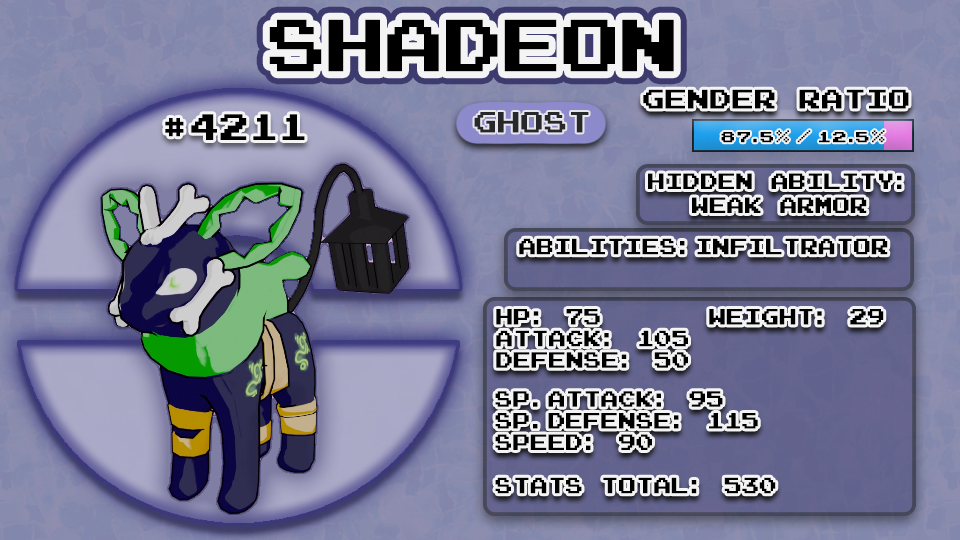 SHADEON
#4211
GHOST
GENDER RATIO
87.5% / 12.5%
HIDDEN ABILITY:
WEAK ARMOR
ABILITIES: INFILTRATOR
HP: 75
WEIGHT: 29
ATTACK: 105
DEFENSE: 50
SP. ATTACK: 95
SP. DEFENSE: 115
SPEED: 90
STATS TOTAL: 530